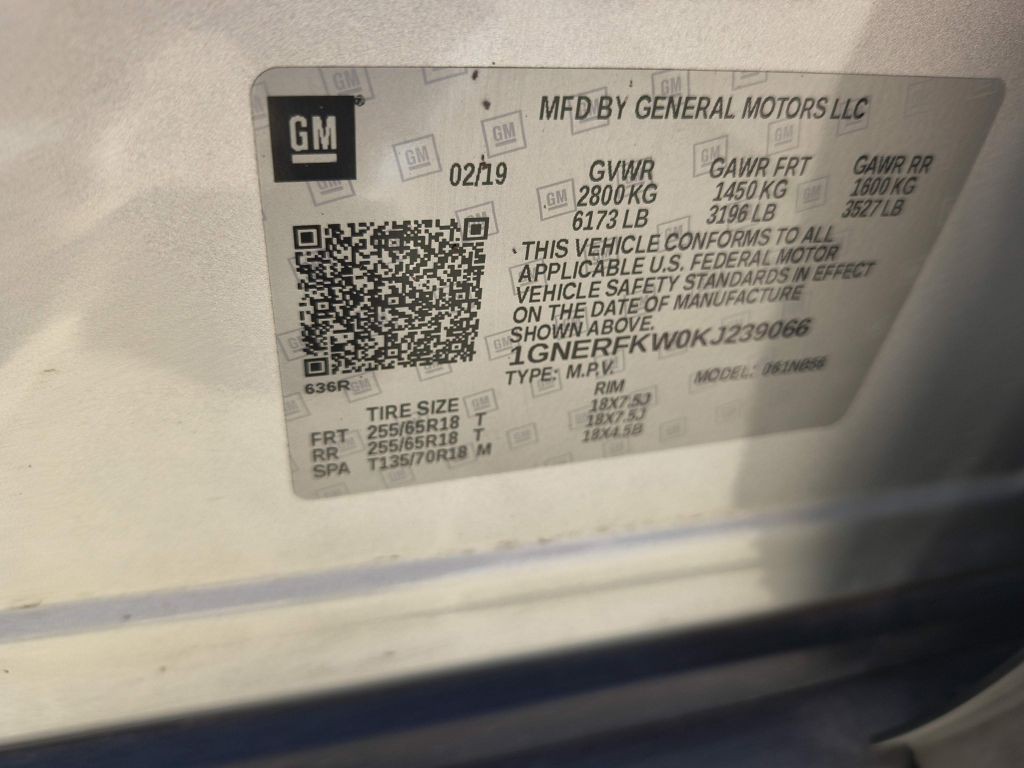 GM
MFD BY GENERAL MOTORS LLC
02/19
GVWR GAWR FRT GAWR RR
2800 KG 1450 KG 1600 KG
6173 LB 3196 LB 3527 LB
THIS VEHICLE CONFORMS TO ALL
APPLICABLE U.S. FEDERAL MOTOR
VEHICLE SAFETY STANDARDS IN EFFECT
ON THE DATE OF MANUFACTURE
SHOWN ABOVE.
1GNERFKW0KJ239066
TYPE: M.P.V. MODEL: 061NB56
636R
TIRE SIZE RIM
FRT 255/65R18 T 18X7.5J
RR 255/65R18 T 18X7.5J
SPA T135/70R18 M 18X4.5B